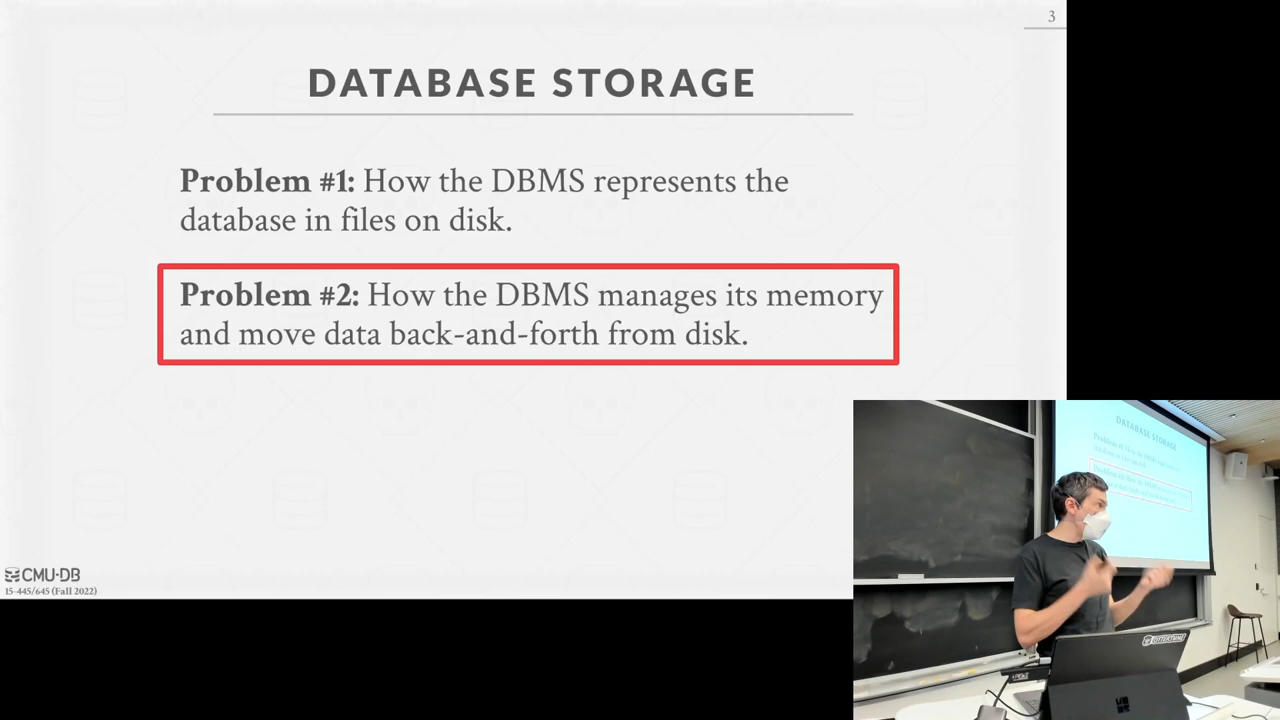 3
DATABASE STORAGE
Problem #1: How the DBMS represents the
database in files on disk.
Problem #2: How the DBMS manages its memory
and move data back-and-forth from disk.
CMU·DB
15-445/645 (Fall 2022)
DATABASE STORAGE